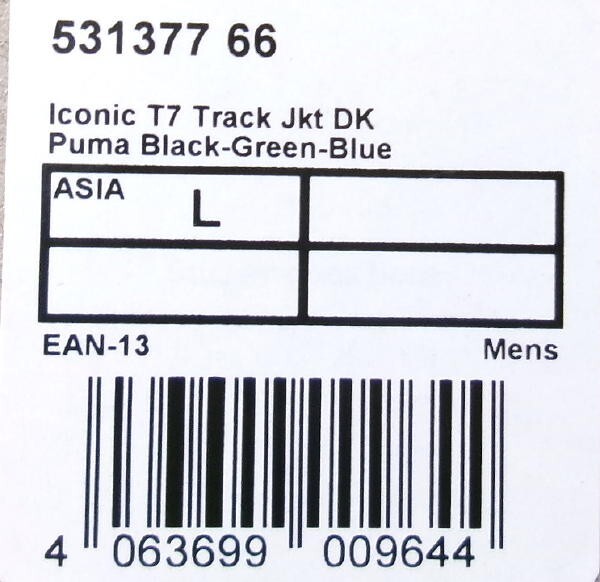 531377 66
Iconic T7 Track Jkt DK
Puma Black-Green-Blue
ASIA L
EAN-13 Mens
4 063699 009644